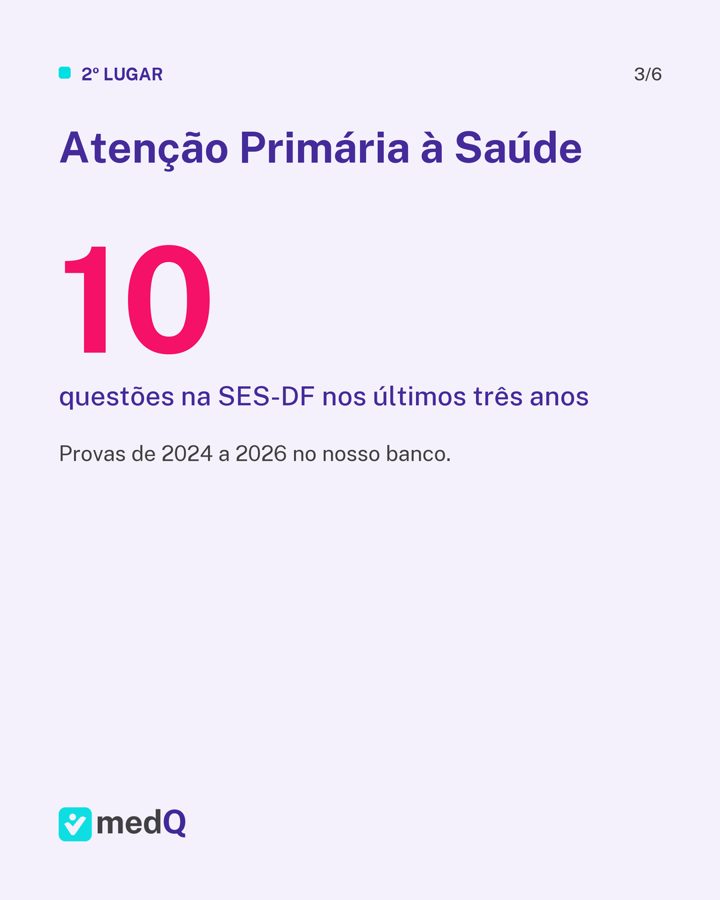 2º LUGAR
3/6
Atenção Primária à Saúde
10
questões na SES-DF nos últimos três anos
Provas de 2024 a 2026 no nosso banco.
medQ